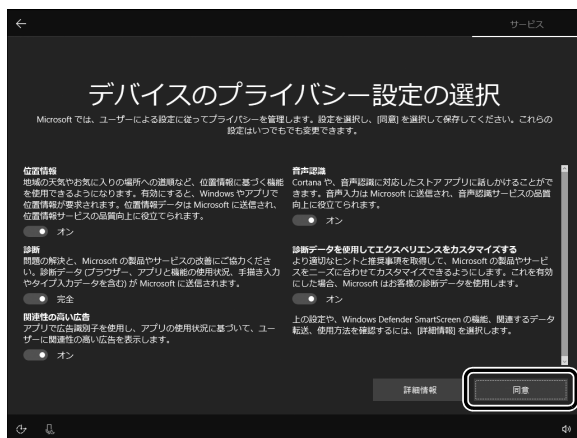 サービス
デバイスのプライバシー設定の選択
Microsoft では、ユーザーによる設定に従ってプライバシーを管理します。設定を選択し、[同意] を選択して保存してください。これらの
設定はいつでもでも変更できます。
位置情報
地域の天気やお気に入りの場所への道順など、位置情報に基づく機能
を使用できるようになります。有効にすると、Windows やアプリで
位置情報が要求されます。位置情報データは Microsoft に送信され、
位置情報サービスの品質向上に役立てられます。
オン
診断
問題の解決と、Microsoft の製品やサービスの改善にご協力くださ
い。診断データ (ブラウザー、アプリと機能の使用状況、手描き入力
やタイプ入力データを含む) が Microsoft に送信されます。
完全
関連性の高い広告
アプリで広告識別子を使用し、アプリの使用状況に基づいて、ユー
ザーに関連性の高い広告を表示します。
オン
音声認識
Cortana や、音声認識に対応したストア アプリに話しかけることがで
きます。音声入力は Microsoft に送信され、音声認識サービスの品質
向上に役立てられます。
オン
診断データを使用してエクスペリエンスをカスタマイズする
より適切なヒントと推奨事項を取得して、Microsoft の製品やサービ
スをニーズに合わせてカスタマイズできるようにします。これを有効
にした場合、Microsoft はお客様の診断データを使用します。
オン
上の設定や、Windows Defender SmartScreen の機能、関連するデータ
転送、使用方法を確認するには、[詳細情報] を選択します。
詳細情報
同意